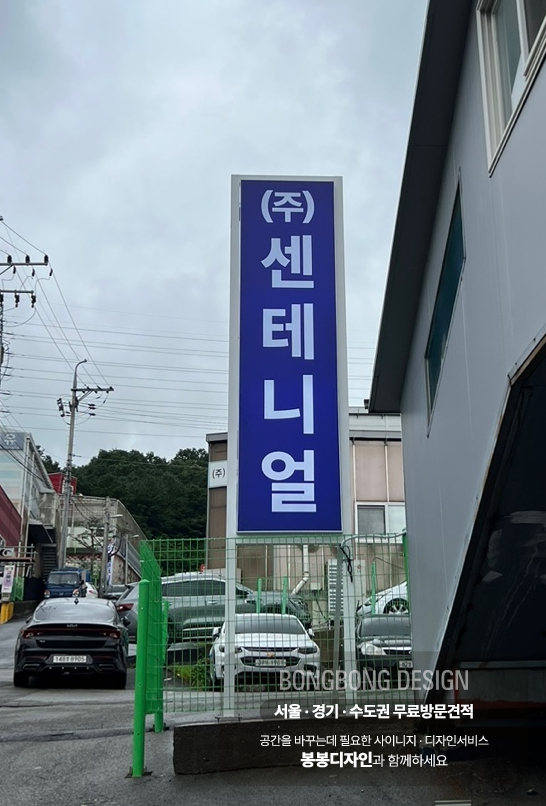 (주)
센
테
니
얼
(주)
BONGBONG DESIGN
서울 · 경기 · 수도권 무료방문견적
공간을 바꾸는데 필요한 사이니지 · 디자인서비스
봉봉디자인과 함께하세요